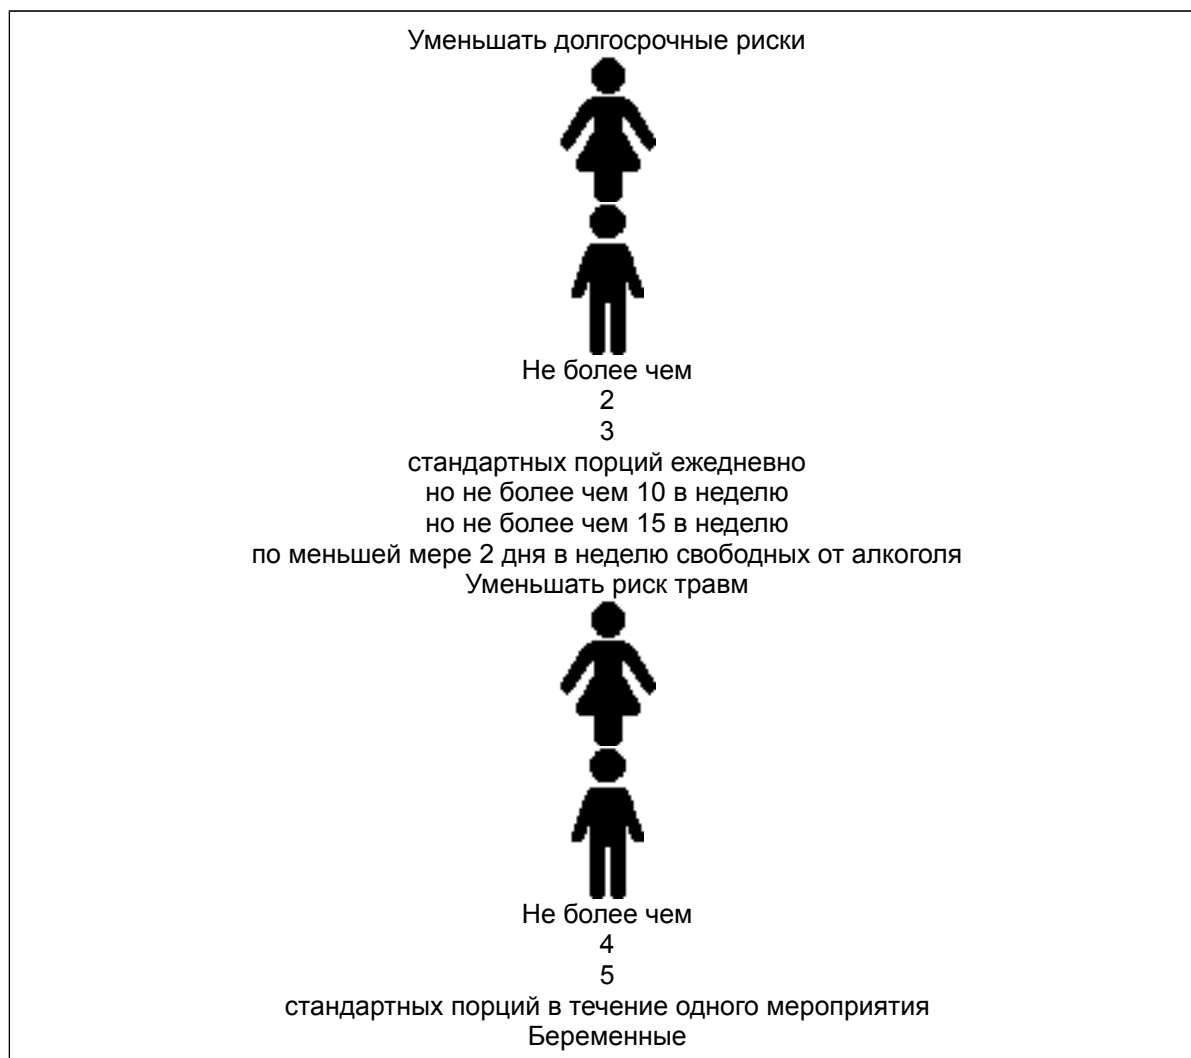 Уменьшать долгосрочные риски
Не более чем
2
3
стандартных порций ежедневно
но не более чем 10 в неделю
но не более чем 15 в неделю
по меньшей мере 2 дня в неделю свободных от алкоголя
Уменьшать риск травм
Не более чем
4
5
стандартных порций в течение одного мероприятия
Беременные